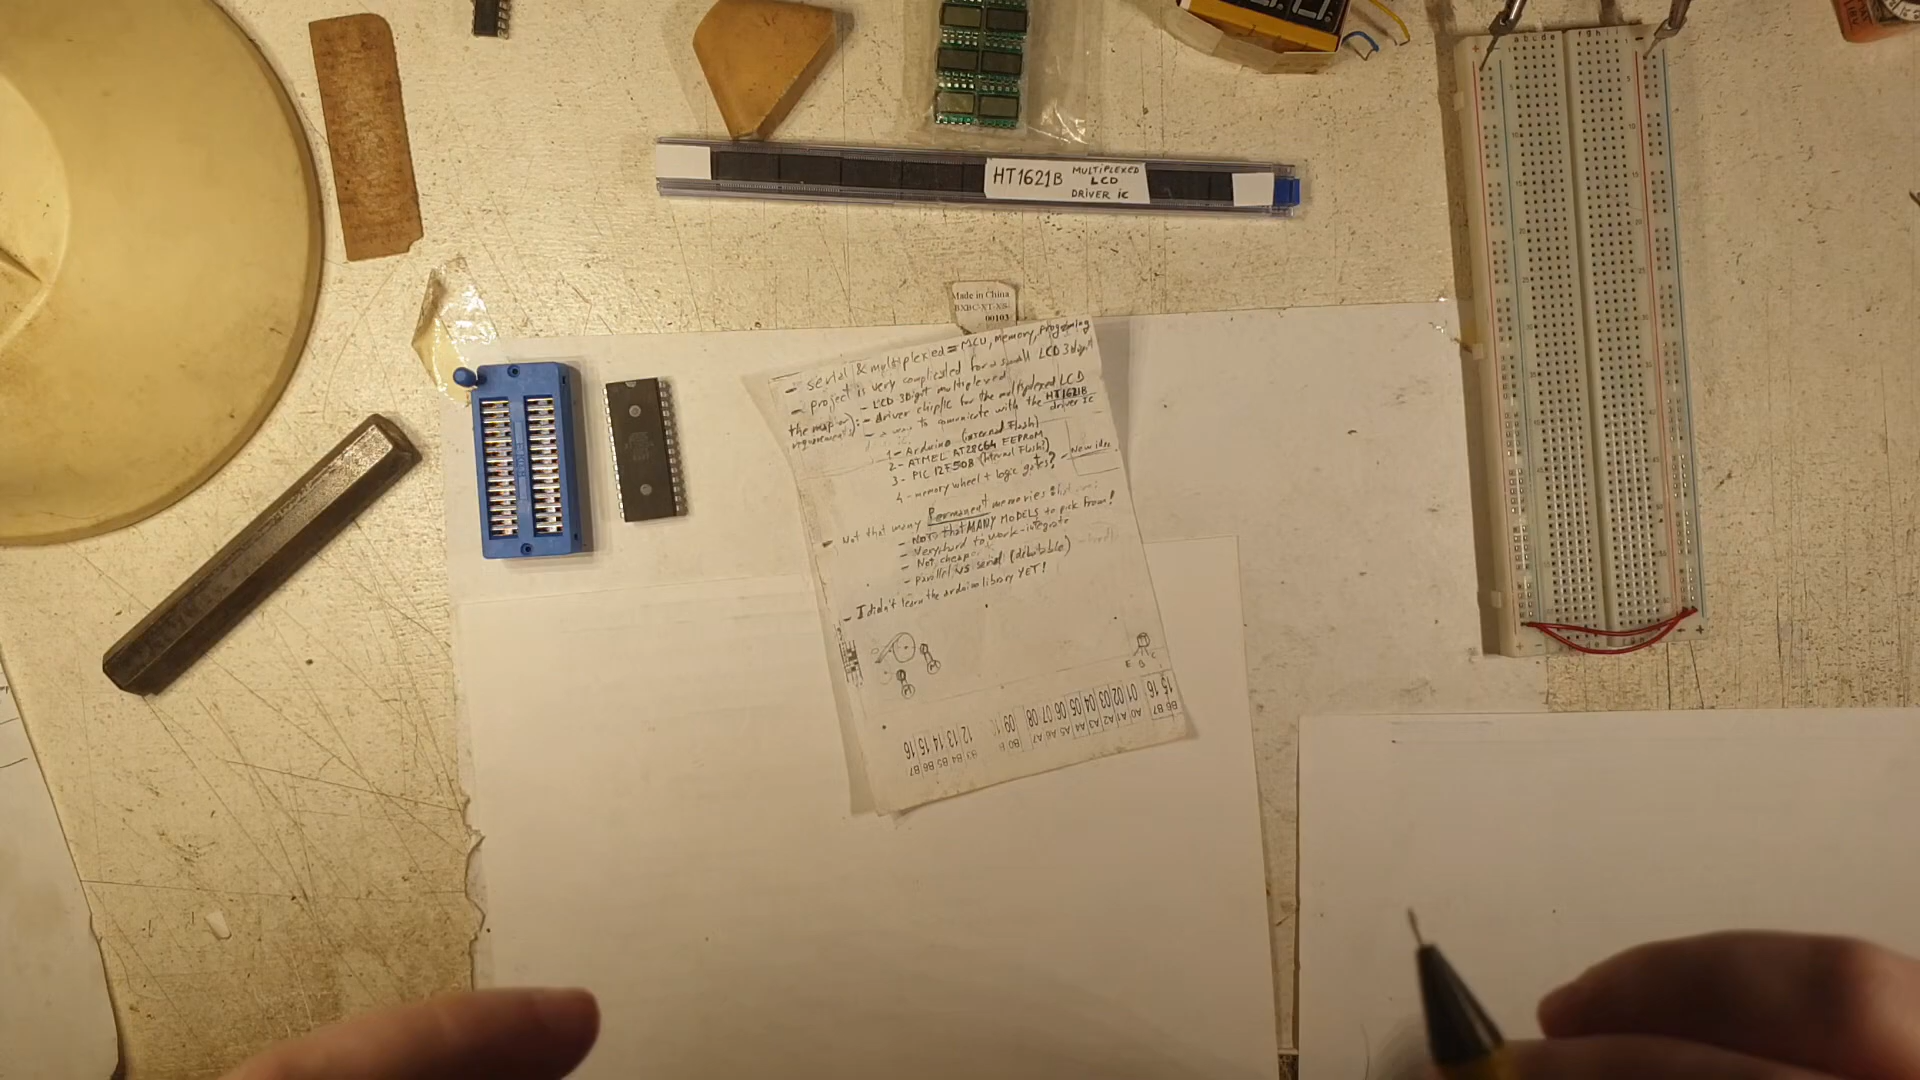 HT1621B MULTIPLEXED
LCD
DRIVER iC
Made in China
BXBC-XT-XB-
00103
- serial & multiplexed = MCU, memory, programing
- project is very complicated for a small LCD 3digit
- LCD 3Digit multiplexed
- driver chip/IC for the multiplexed LCD
- a way to comunicate with the HT1621B
driver ic
1- Arduino (internal Flash)
2- ATMEL AT28C64 EEPROM
3- PIC 12F508 (internal Flash?)
4- memory wheel + logic gates? - New idea
- Not that many Permanent memories
- Not that MANY MODELS to pick from!
- Very hard to work-integrate
- Not cheap
- parallel vs serial (debatable)
- I didn't learn the arduino library YET!
E B C
15 16
B6 B7
01 02 03 04 05 06 07 08
A0 A1 A2 A3 A4 A5 A6 A7
09
B0
12 13 14 15 16
B3 B4 B5 B6 B7